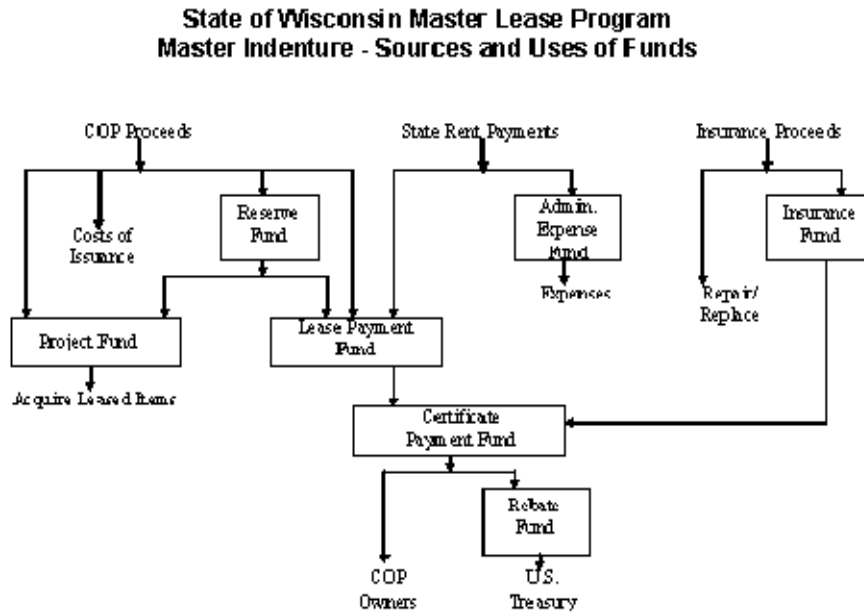 State of Wisconsin Master Lease Program
Master Indenture - Sources and Uses of Funds
COP Proceeds
State Rent Payments
Insurance Proceeds
Reserve
Fund
Costs of
Issuance
Admin.
Expense
Fund
Insurance
Fund
Expenses
Repair/
Replace
Project Fund
Lease Payment
Fund
Acquire Leased Items
Certificate
Payment Fund
Rebate
Fund
COP
Owners
U.S.
Treasury